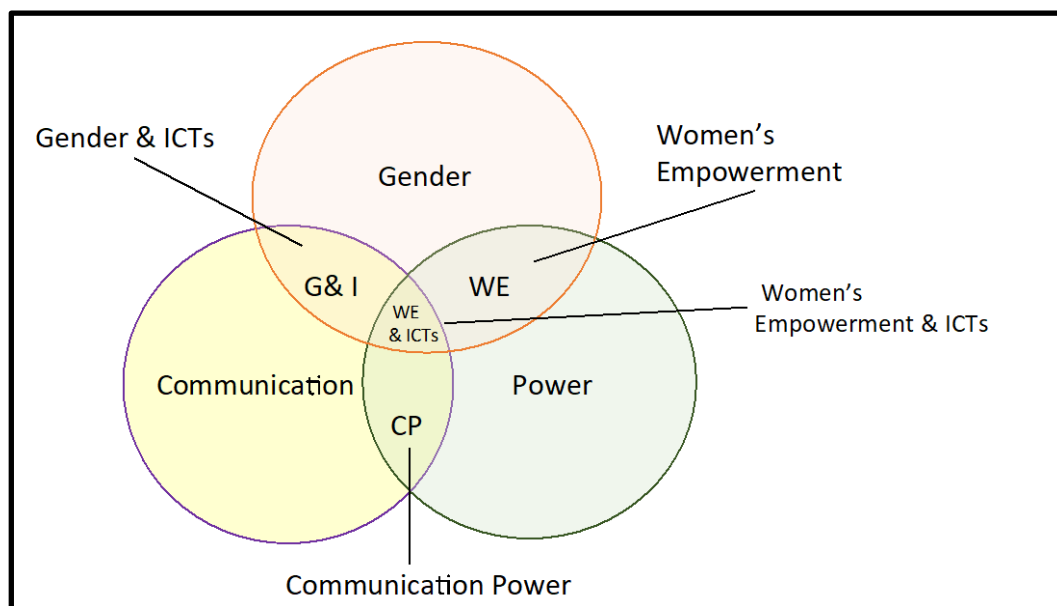 Gender & ICTs
Women's
Empowerment
Gender
G& I
WE
WE
& ICTs
Women's
Empowerment & ICTs
Communication
Power
CP
Communication Power